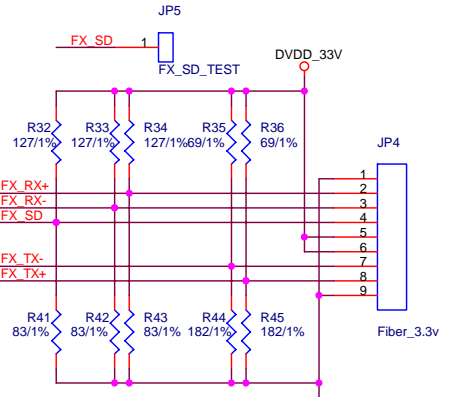 JP5
FX_SD
1
FX_SD_TEST
DVDD_33V
R32
127/1%
R33
127/1%
R34
127/1%
R35
69/1%
R36
69/1%
JP4
1
2
3
4
5
6
7
8
9
FX_RX+
FX_RX-
FX_SD
FX_TX-
FX_TX+
R41
83/1%
R42
83/1%
R43
83/1%
R44
182/1%
R45
182/1%
Fiber_3.3v